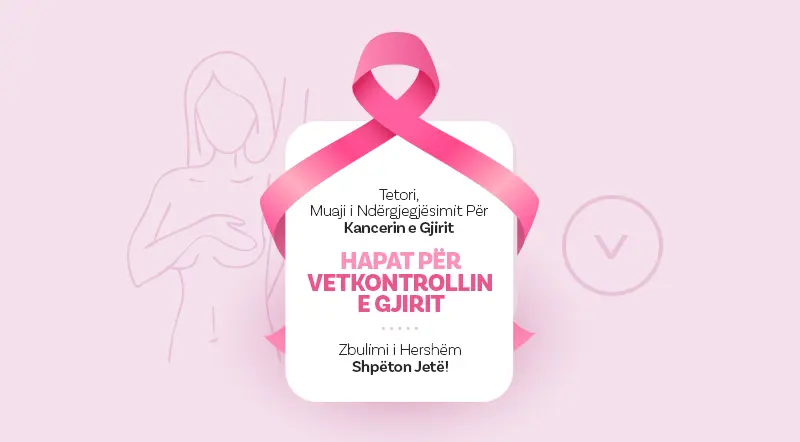 Tetori,
Muaji i Ndërgjegjësimit Për
Kancerin e Gjirit
HAPAT PËR
VETKONTROLLIN
E GJIRIT
Zbulimi i Hershëm
Shpëton Jetë!